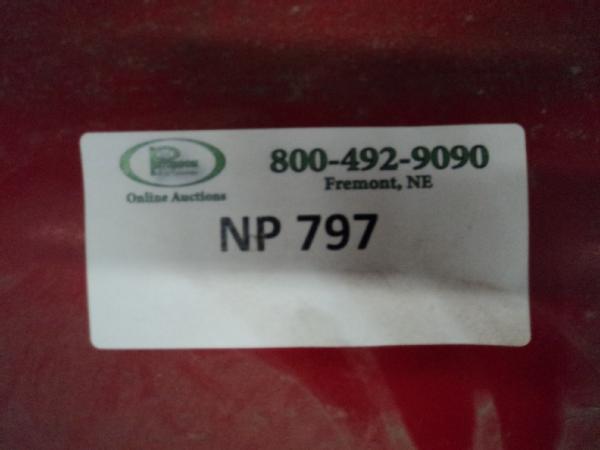 800-492-9090
Fremont, NE
Online Auctions
NP 797